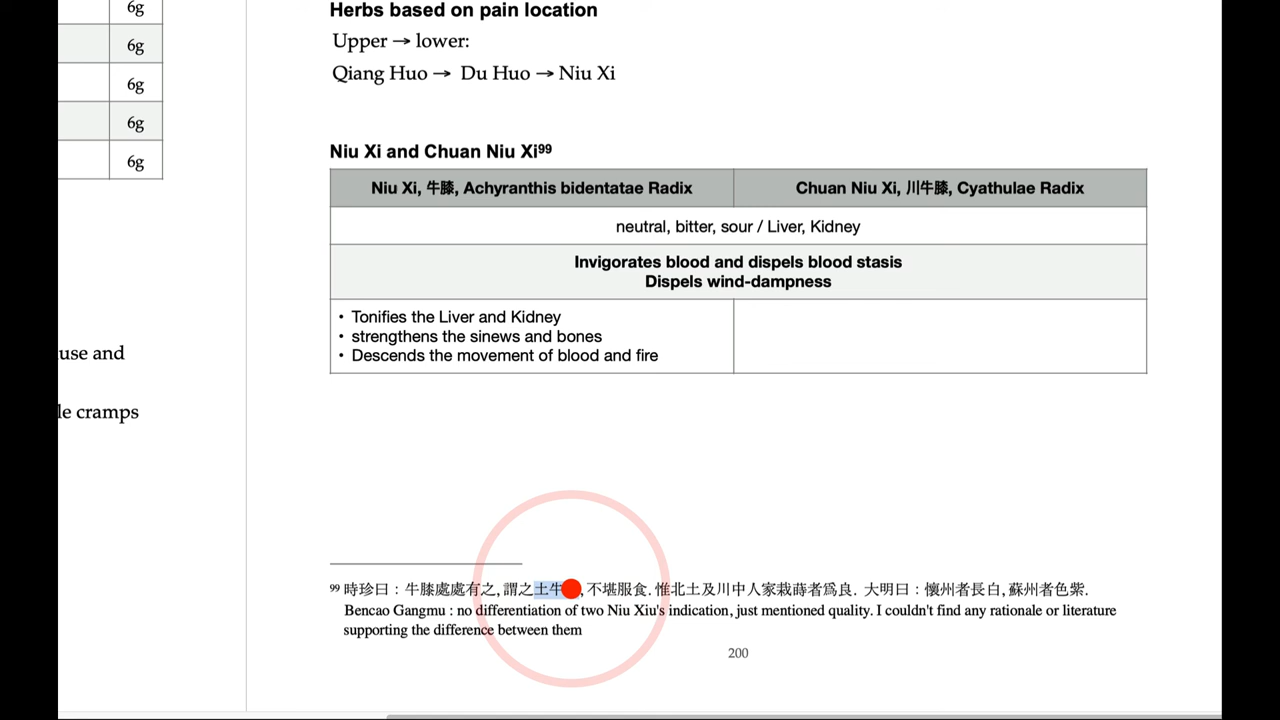 6g
6g
6g
6g
6g
use and
le cramps
Herbs based on pain location
Upper → lower:
Qiang Huo → Du Huo → Niu Xi
Niu Xi and Chuan Niu Xi99
Niu Xi, 牛膝, Achyranthis bidentatae Radix
Chuan Niu Xi, 川牛膝, Cyathulae Radix
neutral, bitter, sour / Liver, Kidney
Invigorates blood and dispels blood stasis
Dispels wind-dampness
• Tonifies the Liver and Kidney
• strengthens the sinews and bones
• Descends the movement of blood and fire
99 時珍曰：牛膝處處有之, 謂之土牛, 不堪服食. 惟北土及川中人家栽蒔者爲良. 大明曰：懷州者長白, 蘇州者色紫.
Bencao Gangmu : no differentiation of two Niu Xiu's indication, just mentioned quality. I couldn't find any rationale or literature
supporting the difference between them
200